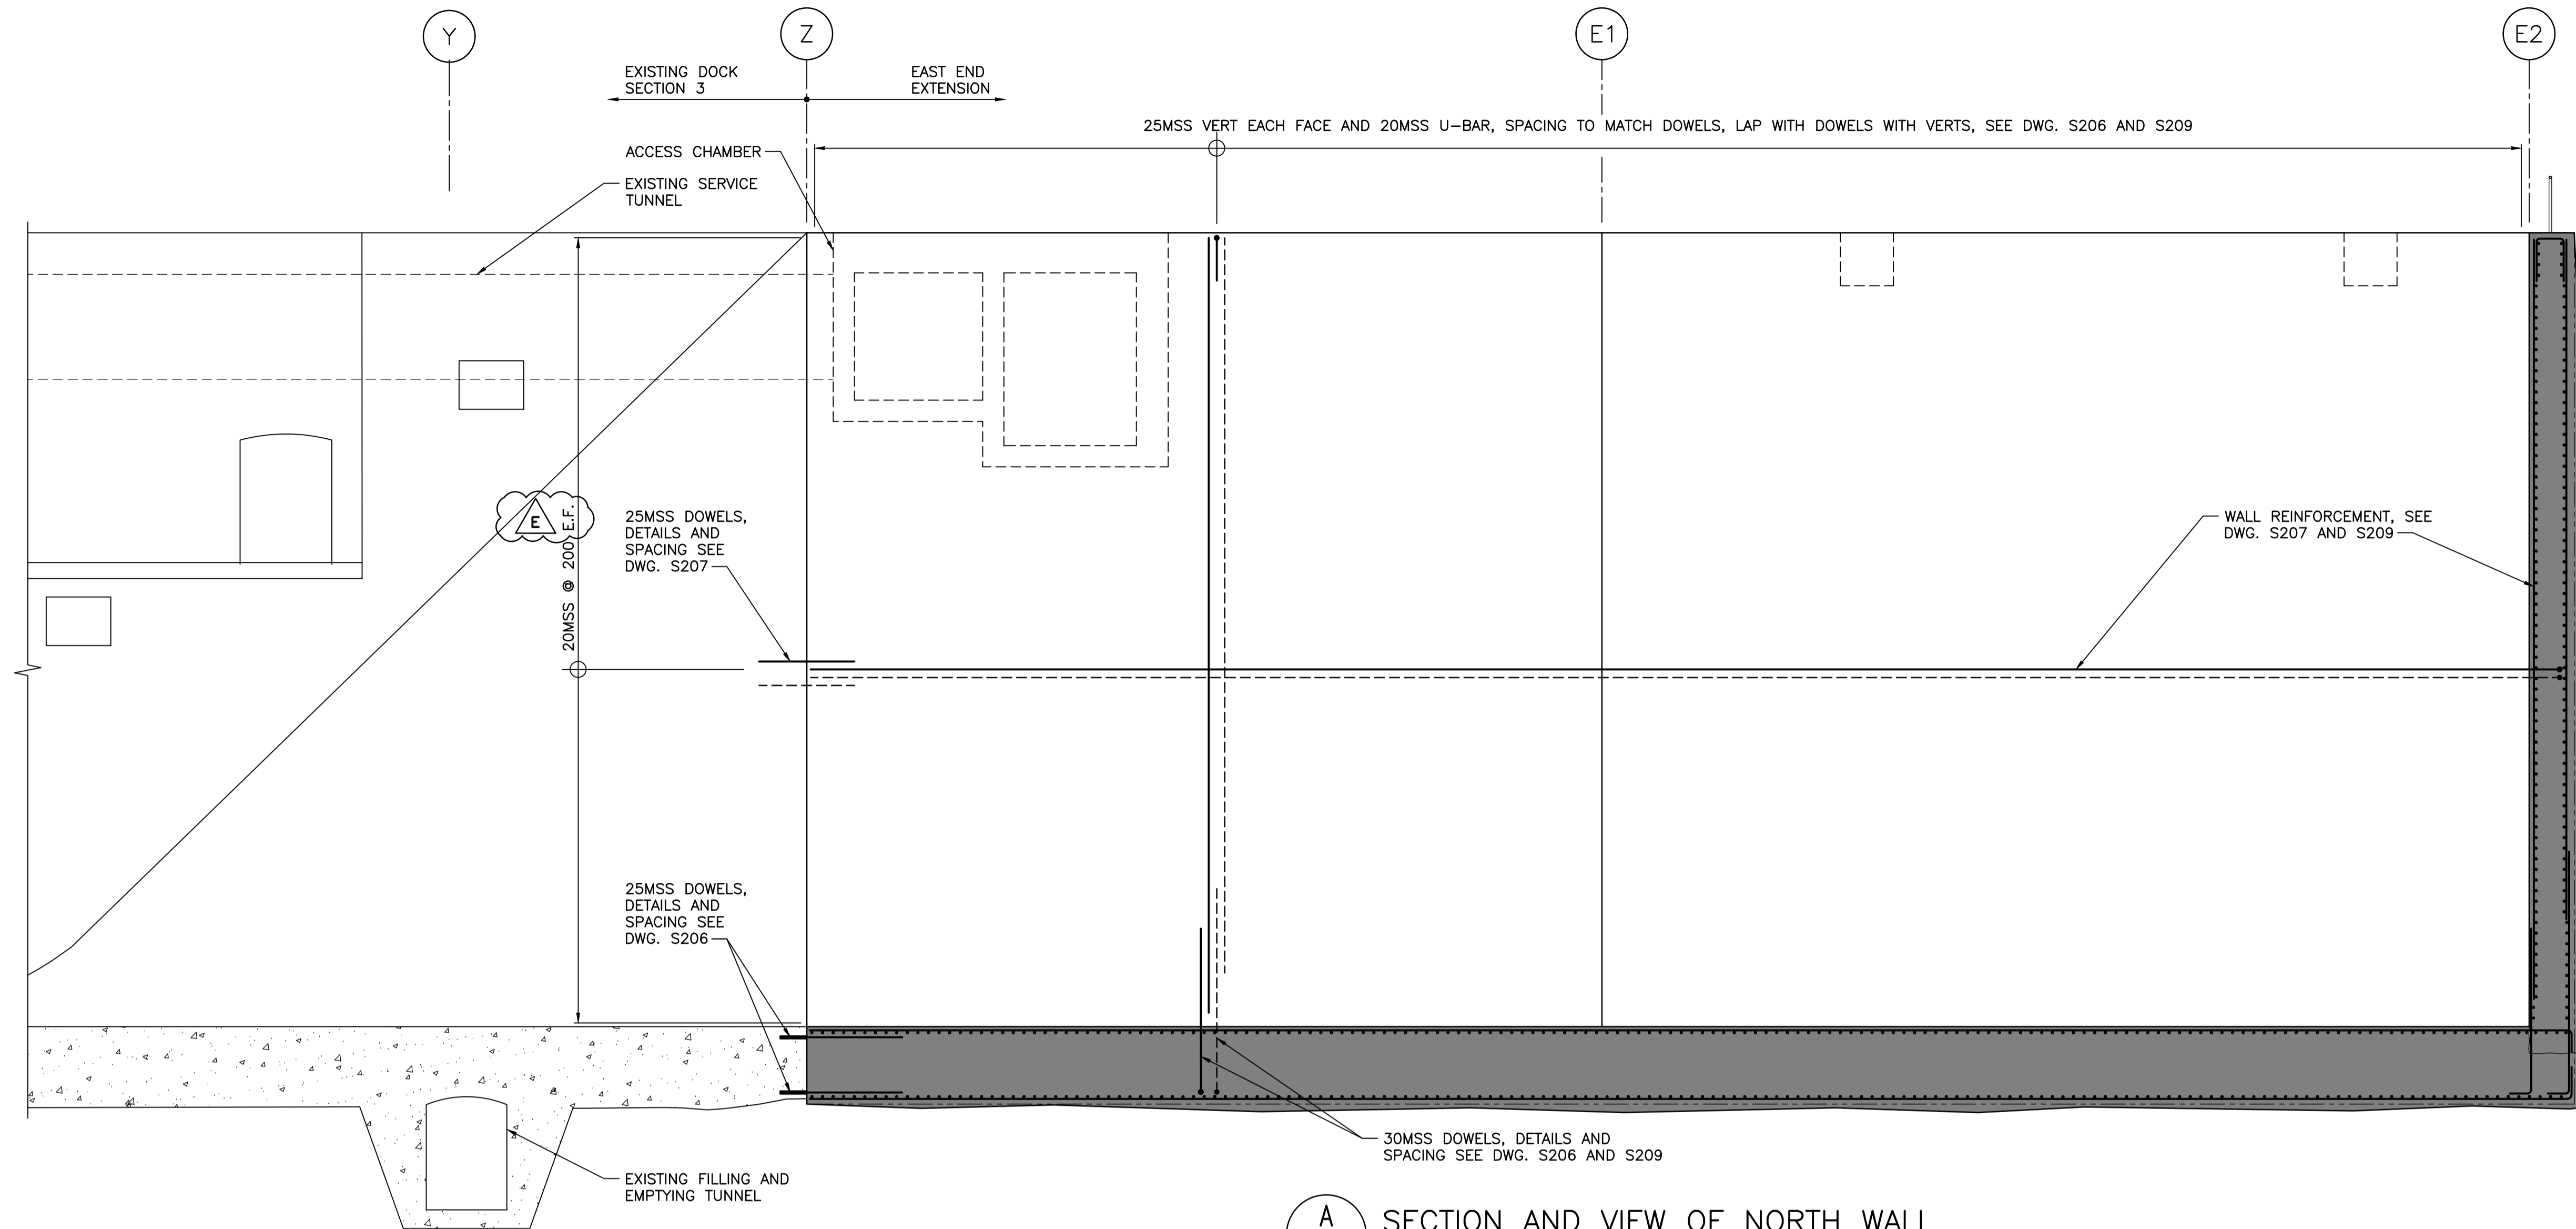 Y
Z
E1
E2
EXISTING DOCK
SECTION 3
EAST END
EXTENSION
25MSS VERT EACH FACE AND 20MSS U-BAR, SPACING TO MATCH DOWELS, LAP WITH DOWELS WITH VERTS, SEE DWG. S206 AND S209
ACCESS CHAMBER
EXISTING SERVICE
TUNNEL
E
20MSS @ 200 E.F.
25MSS DOWELS,
DETAILS AND
SPACING SEE
DWG. S207
WALL REINFORCEMENT, SEE
DWG. S207 AND S209
25MSS DOWELS,
DETAILS AND
SPACING SEE
DWG. S206
30MSS DOWELS, DETAILS AND
SPACING SEE DWG. S206 AND S209
EXISTING FILLING AND
EMPTYING TUNNEL
A
SECTION AND VIEW OF NORTH WALL